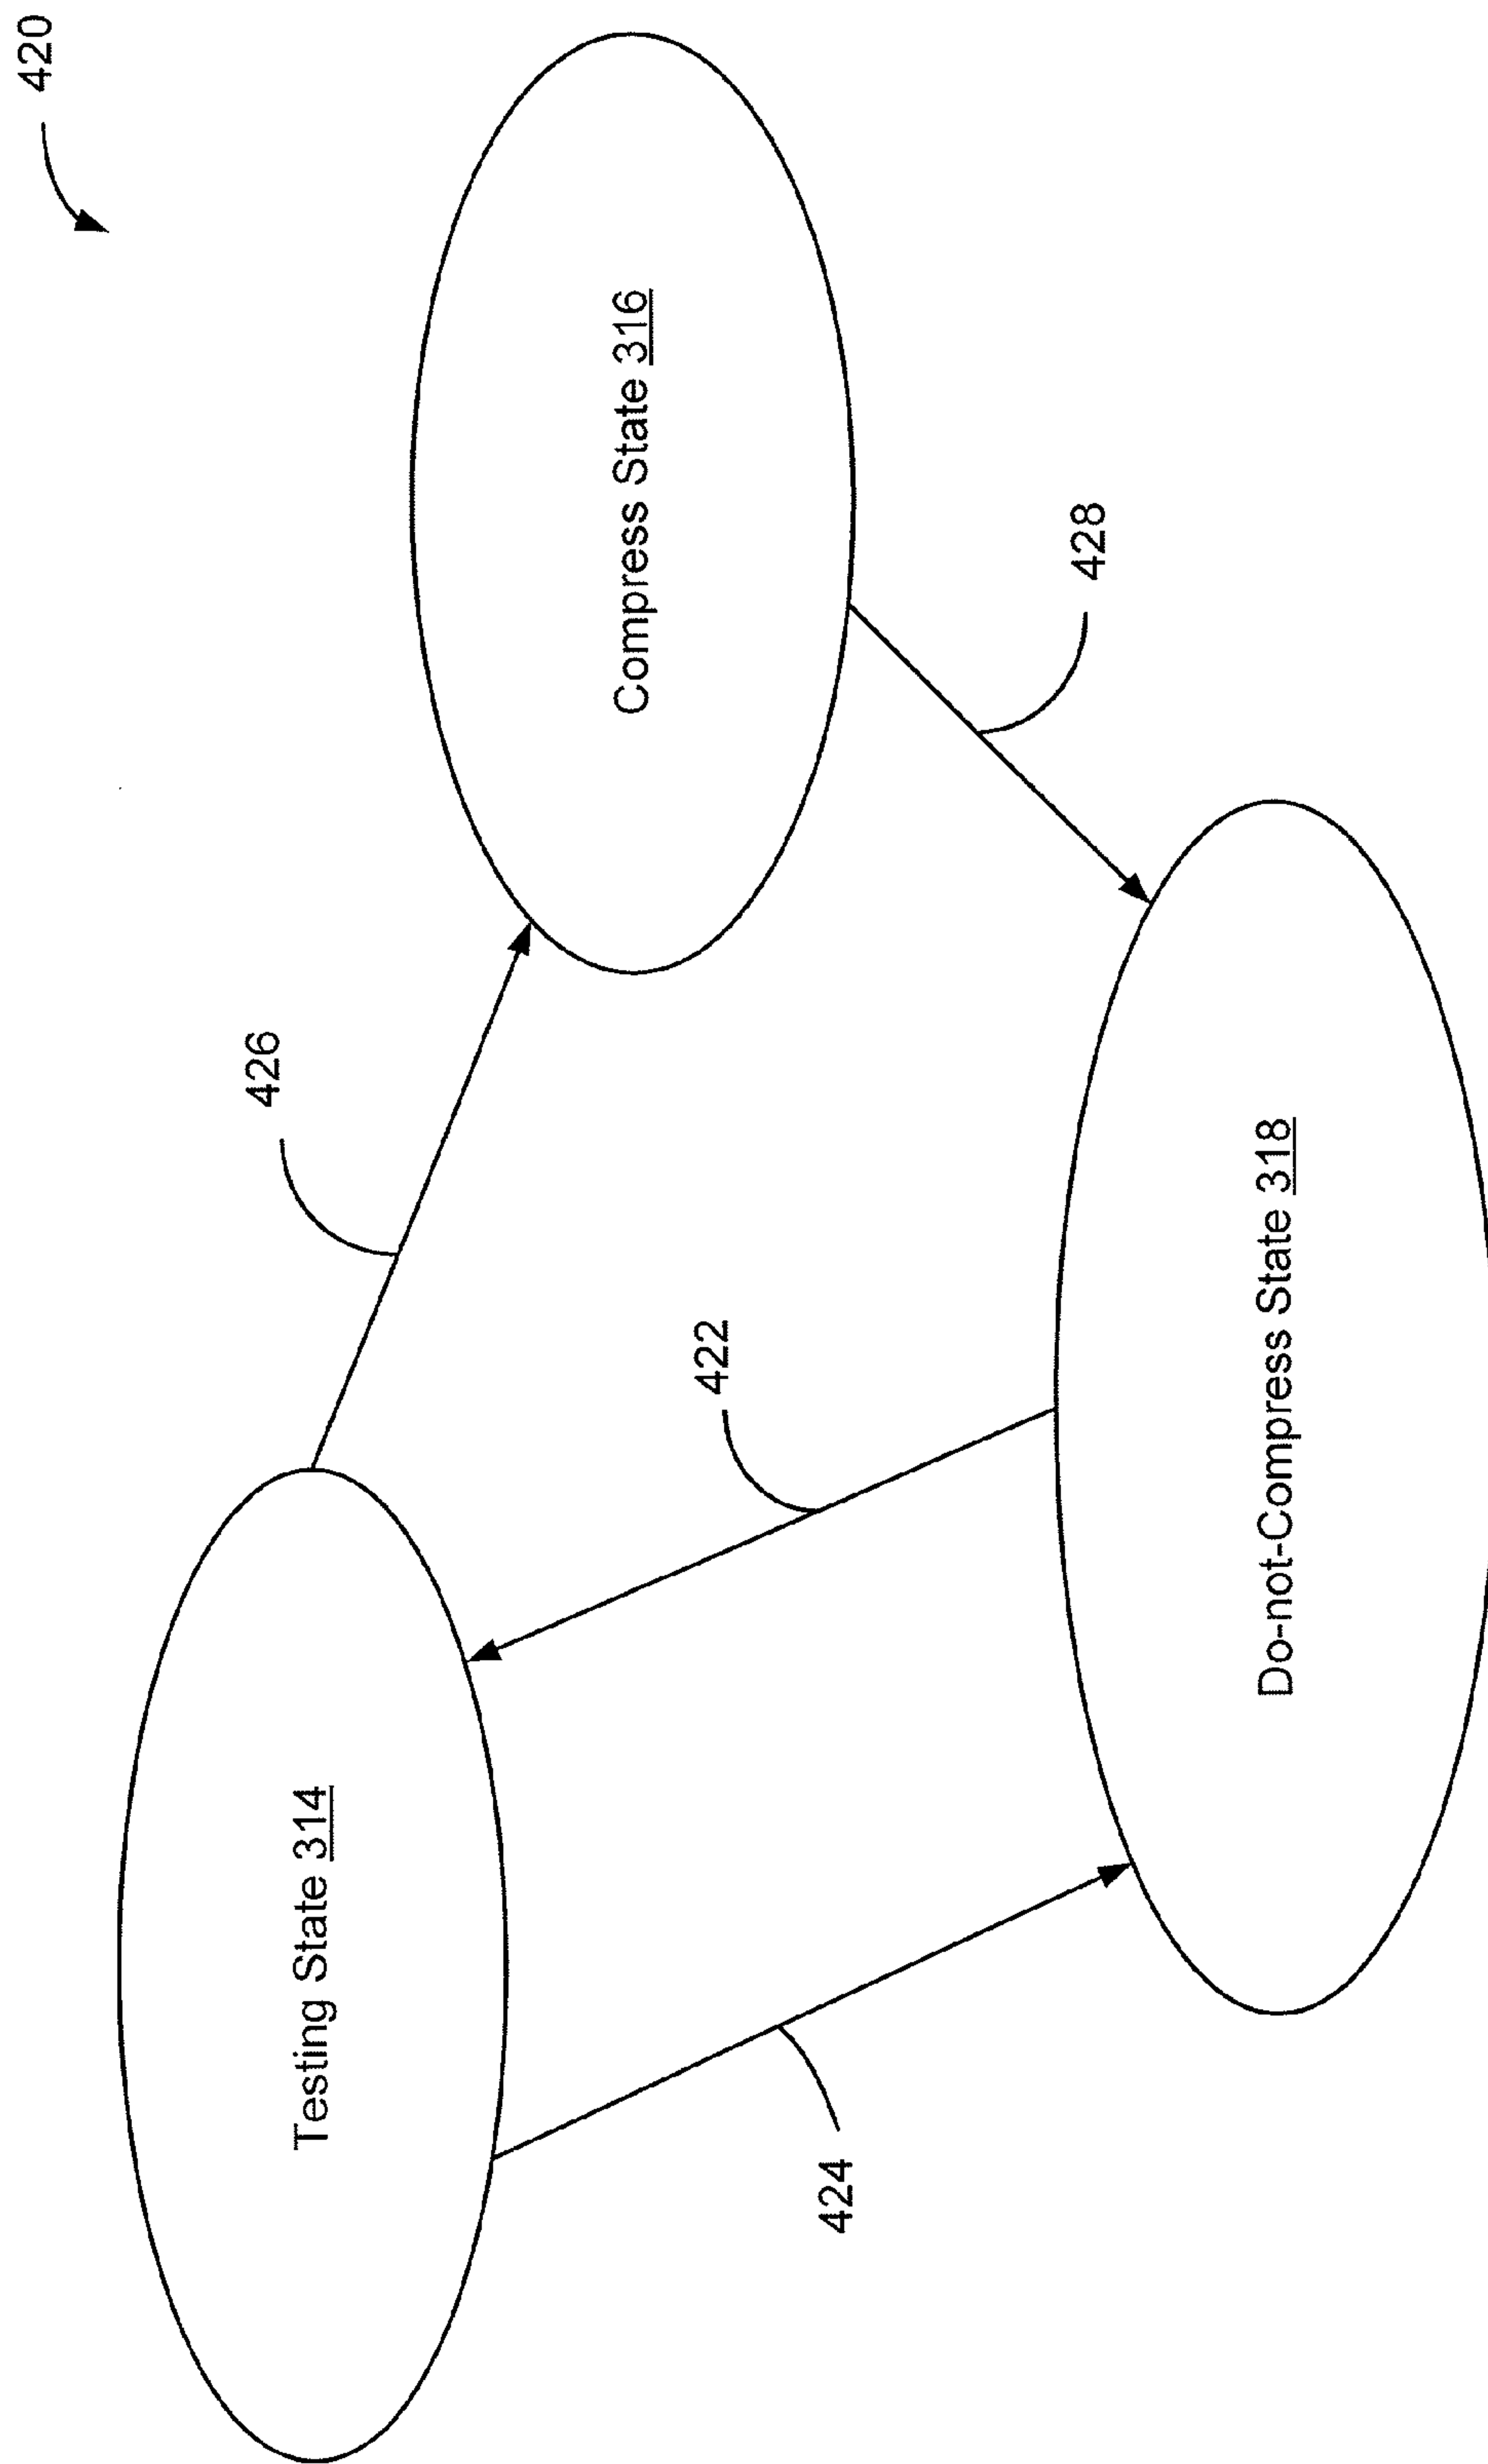 420
Testing State 314
426
Compress State 316
422
424
428
Do-not-Compress State 318